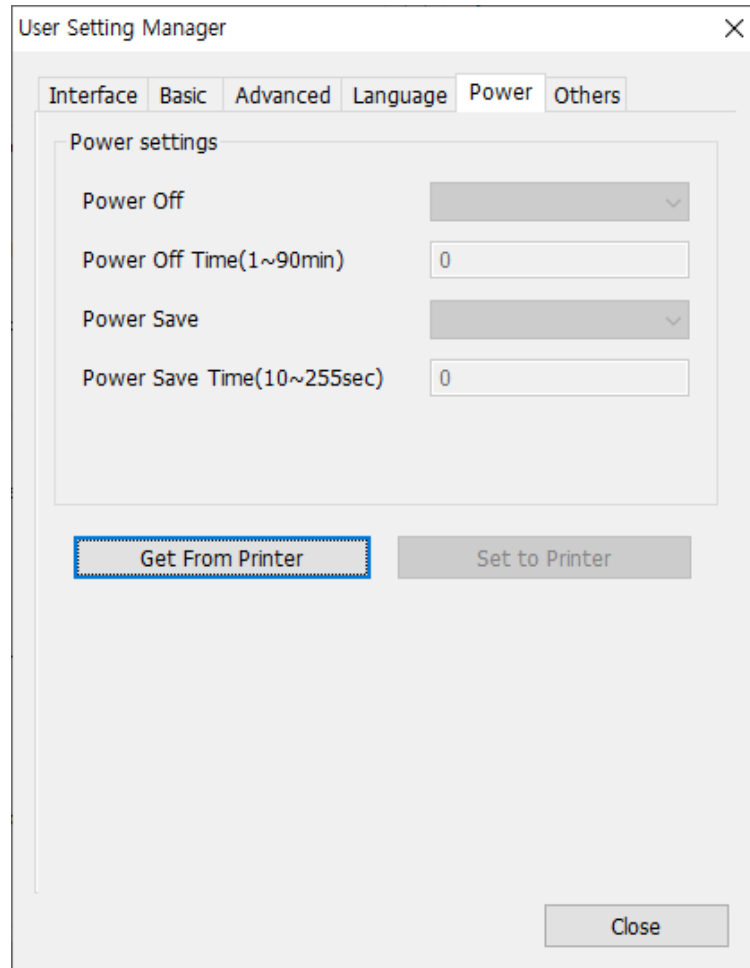 User Setting Manager
Interface Basic Advanced Language Power Others
Power settings
Power Off
Power Off Time(1~90min) 0
Power Save
Power Save Time(10~255sec) 0
Get From Printer Set to Printer
Close